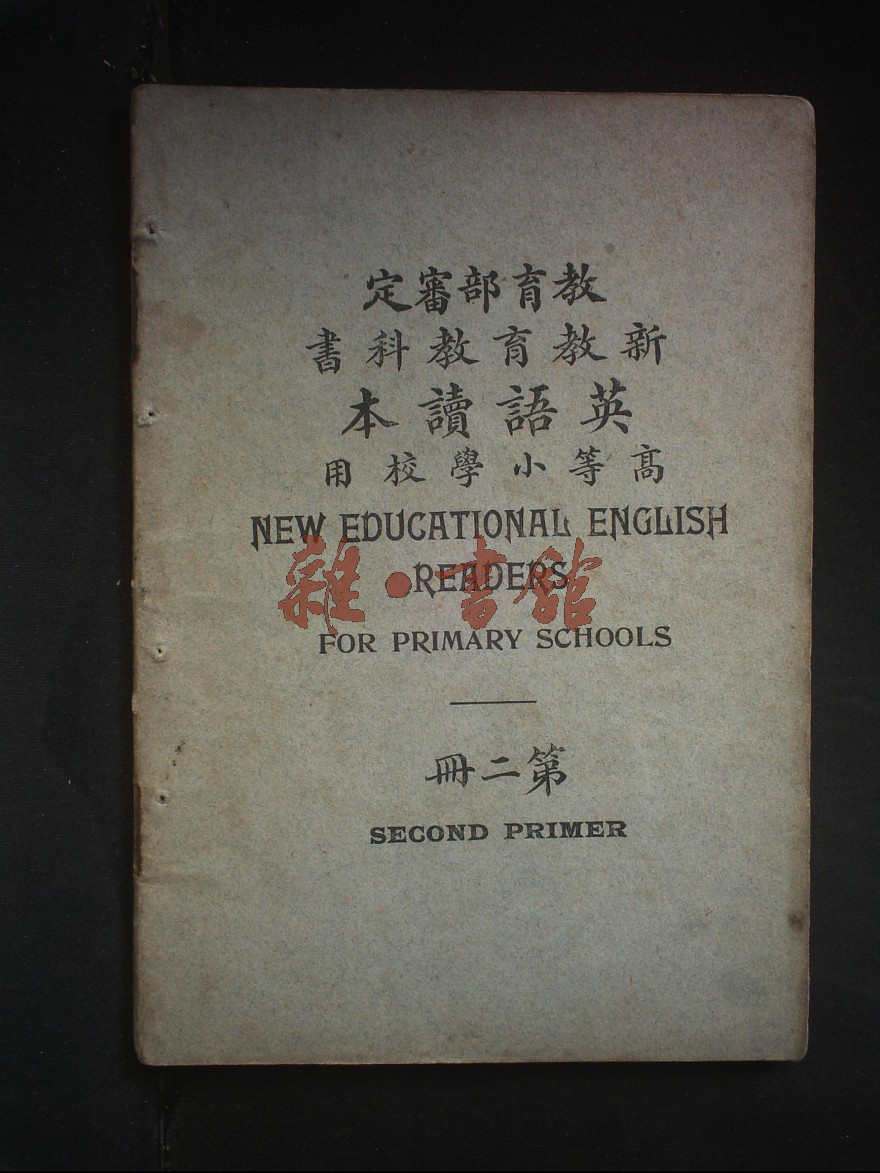 教育部審定
新教育教科書
英語讀本
高等小學校用
NEW EDUCATIONAL ENGLISH
READERS
雜·書館
FOR PRIMARY SCHOOLS
第二冊
SECOND PRIMER